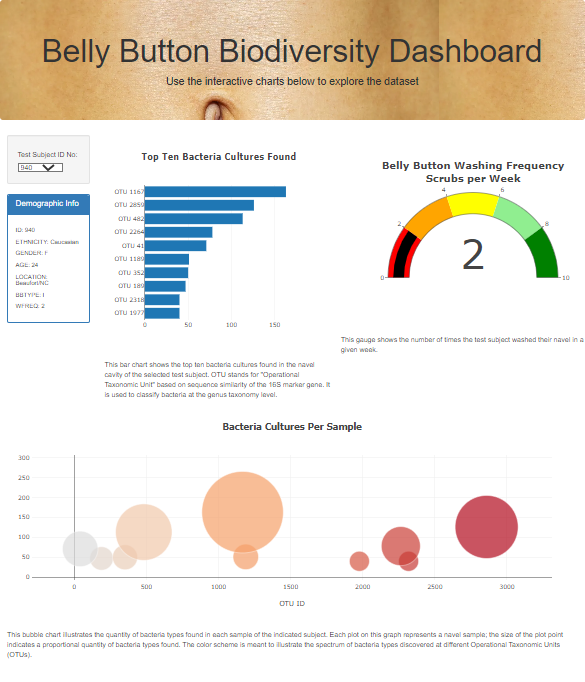 Belly Button Biodiversity Dashboard
Use the interactive charts below to explore the dataset
Test Subject ID No:
940
Demographic Info
ID: 940
ETHNICITY: Caucasian
GENDER: F
AGE: 24
LOCATION:
Beaufort/NC
BBTYPE: I
WFREQ: 2
Top Ten Bacteria Cultures Found
OTU 1167
OTU 2859
OTU 482
OTU 2264
OTU 41
OTU 1189
OTU 352
OTU 189
OTU 2318
OTU 1977
0 50 100 150
This bar chart shows the top ten bacteria cultures found in the navel
cavity of the selected test subject. OTU stands for "Operational
Taxonomic Unit" based on sequence similarity of the 16S marker gene. It
is used to classify bacteria at the genus taxonomy level.
Belly Button Washing Frequency
Scrubs per Week
0 2 4 6 8 10
2
This gauge shows the number of times the test subject washed their navel in a
given week.
Bacteria Cultures Per Sample
300
250
200
150
100
50
0
0 500 1000 1500 2000 2500 3000
OTU ID
This bubble chart illustrates the quantity of bacteria types found in each sample of the indicated subject. Each plot on this graph represents a navel sample; the size of the plot point
indicates a proportional quantity of bacteria types found. The color scheme is meant to illustrate the spectrum of bacteria types discovered at different Operational Taxonomic Units
(OTUs).